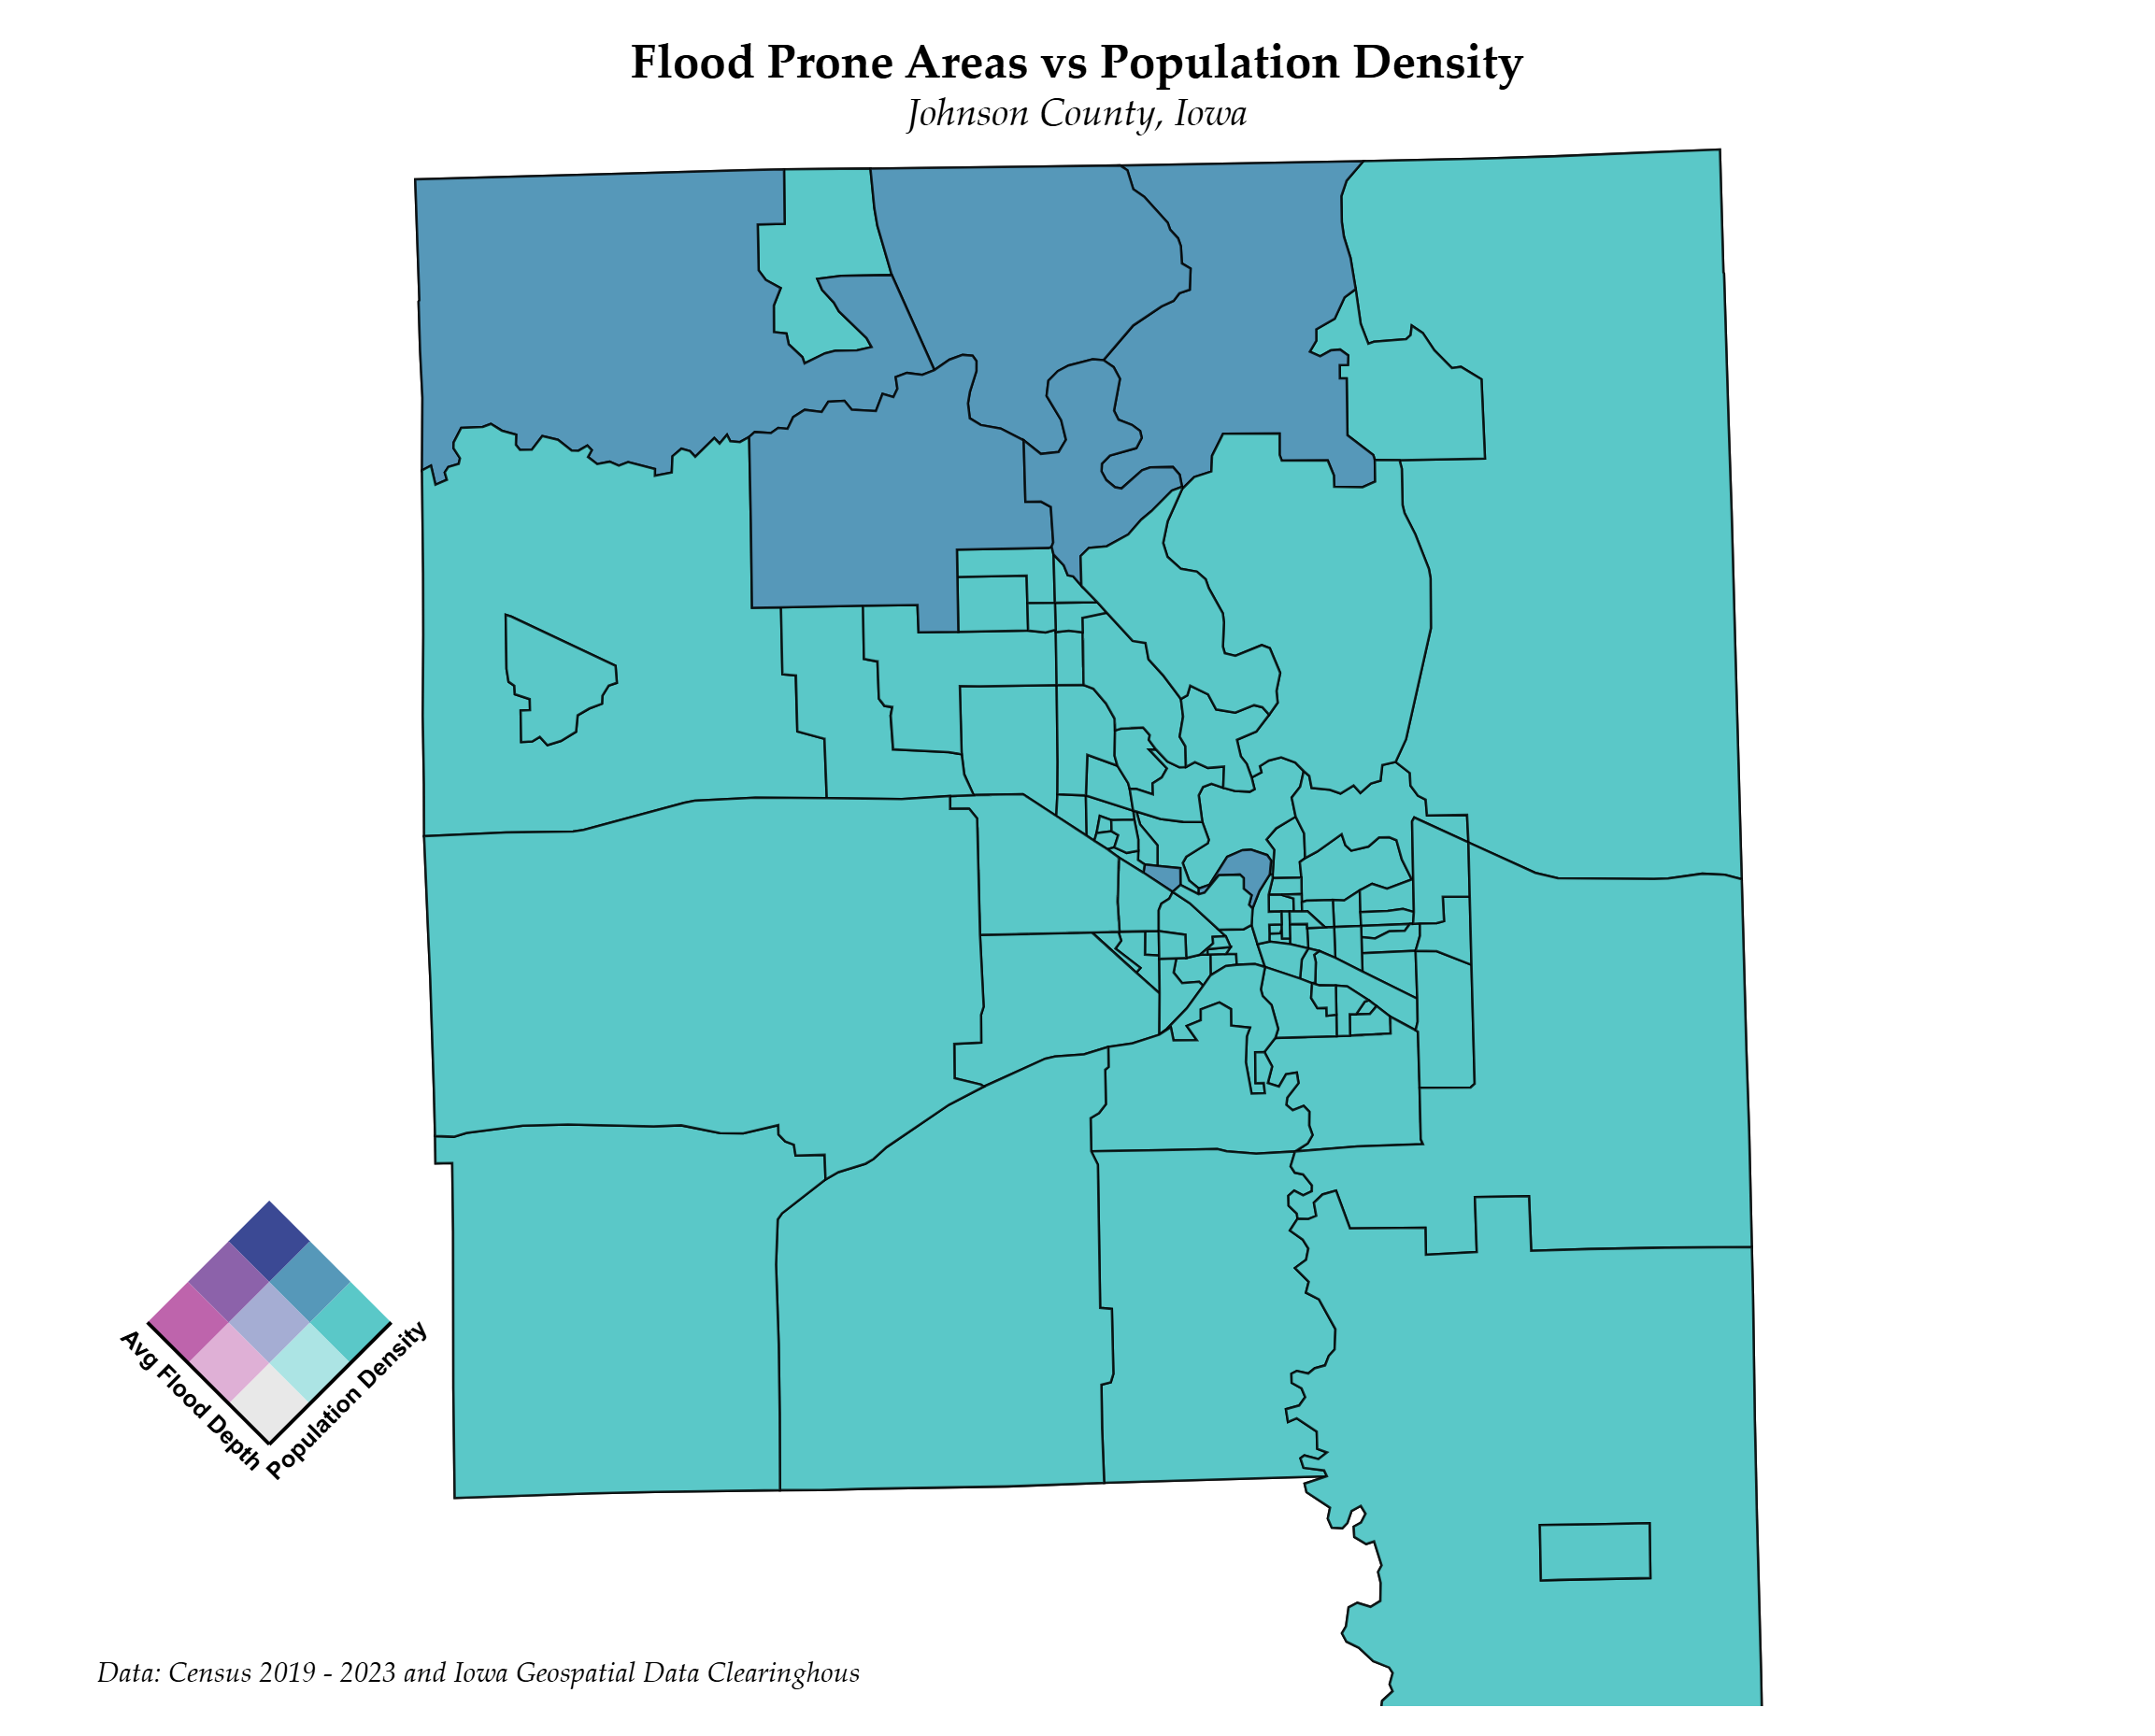 Flood Prone Areas vs Population Density
Johnson County, Iowa
Avg Flood Depth
Population Density
Data: Census 2019 - 2023 and Iowa Geospatial Data Clearinghous